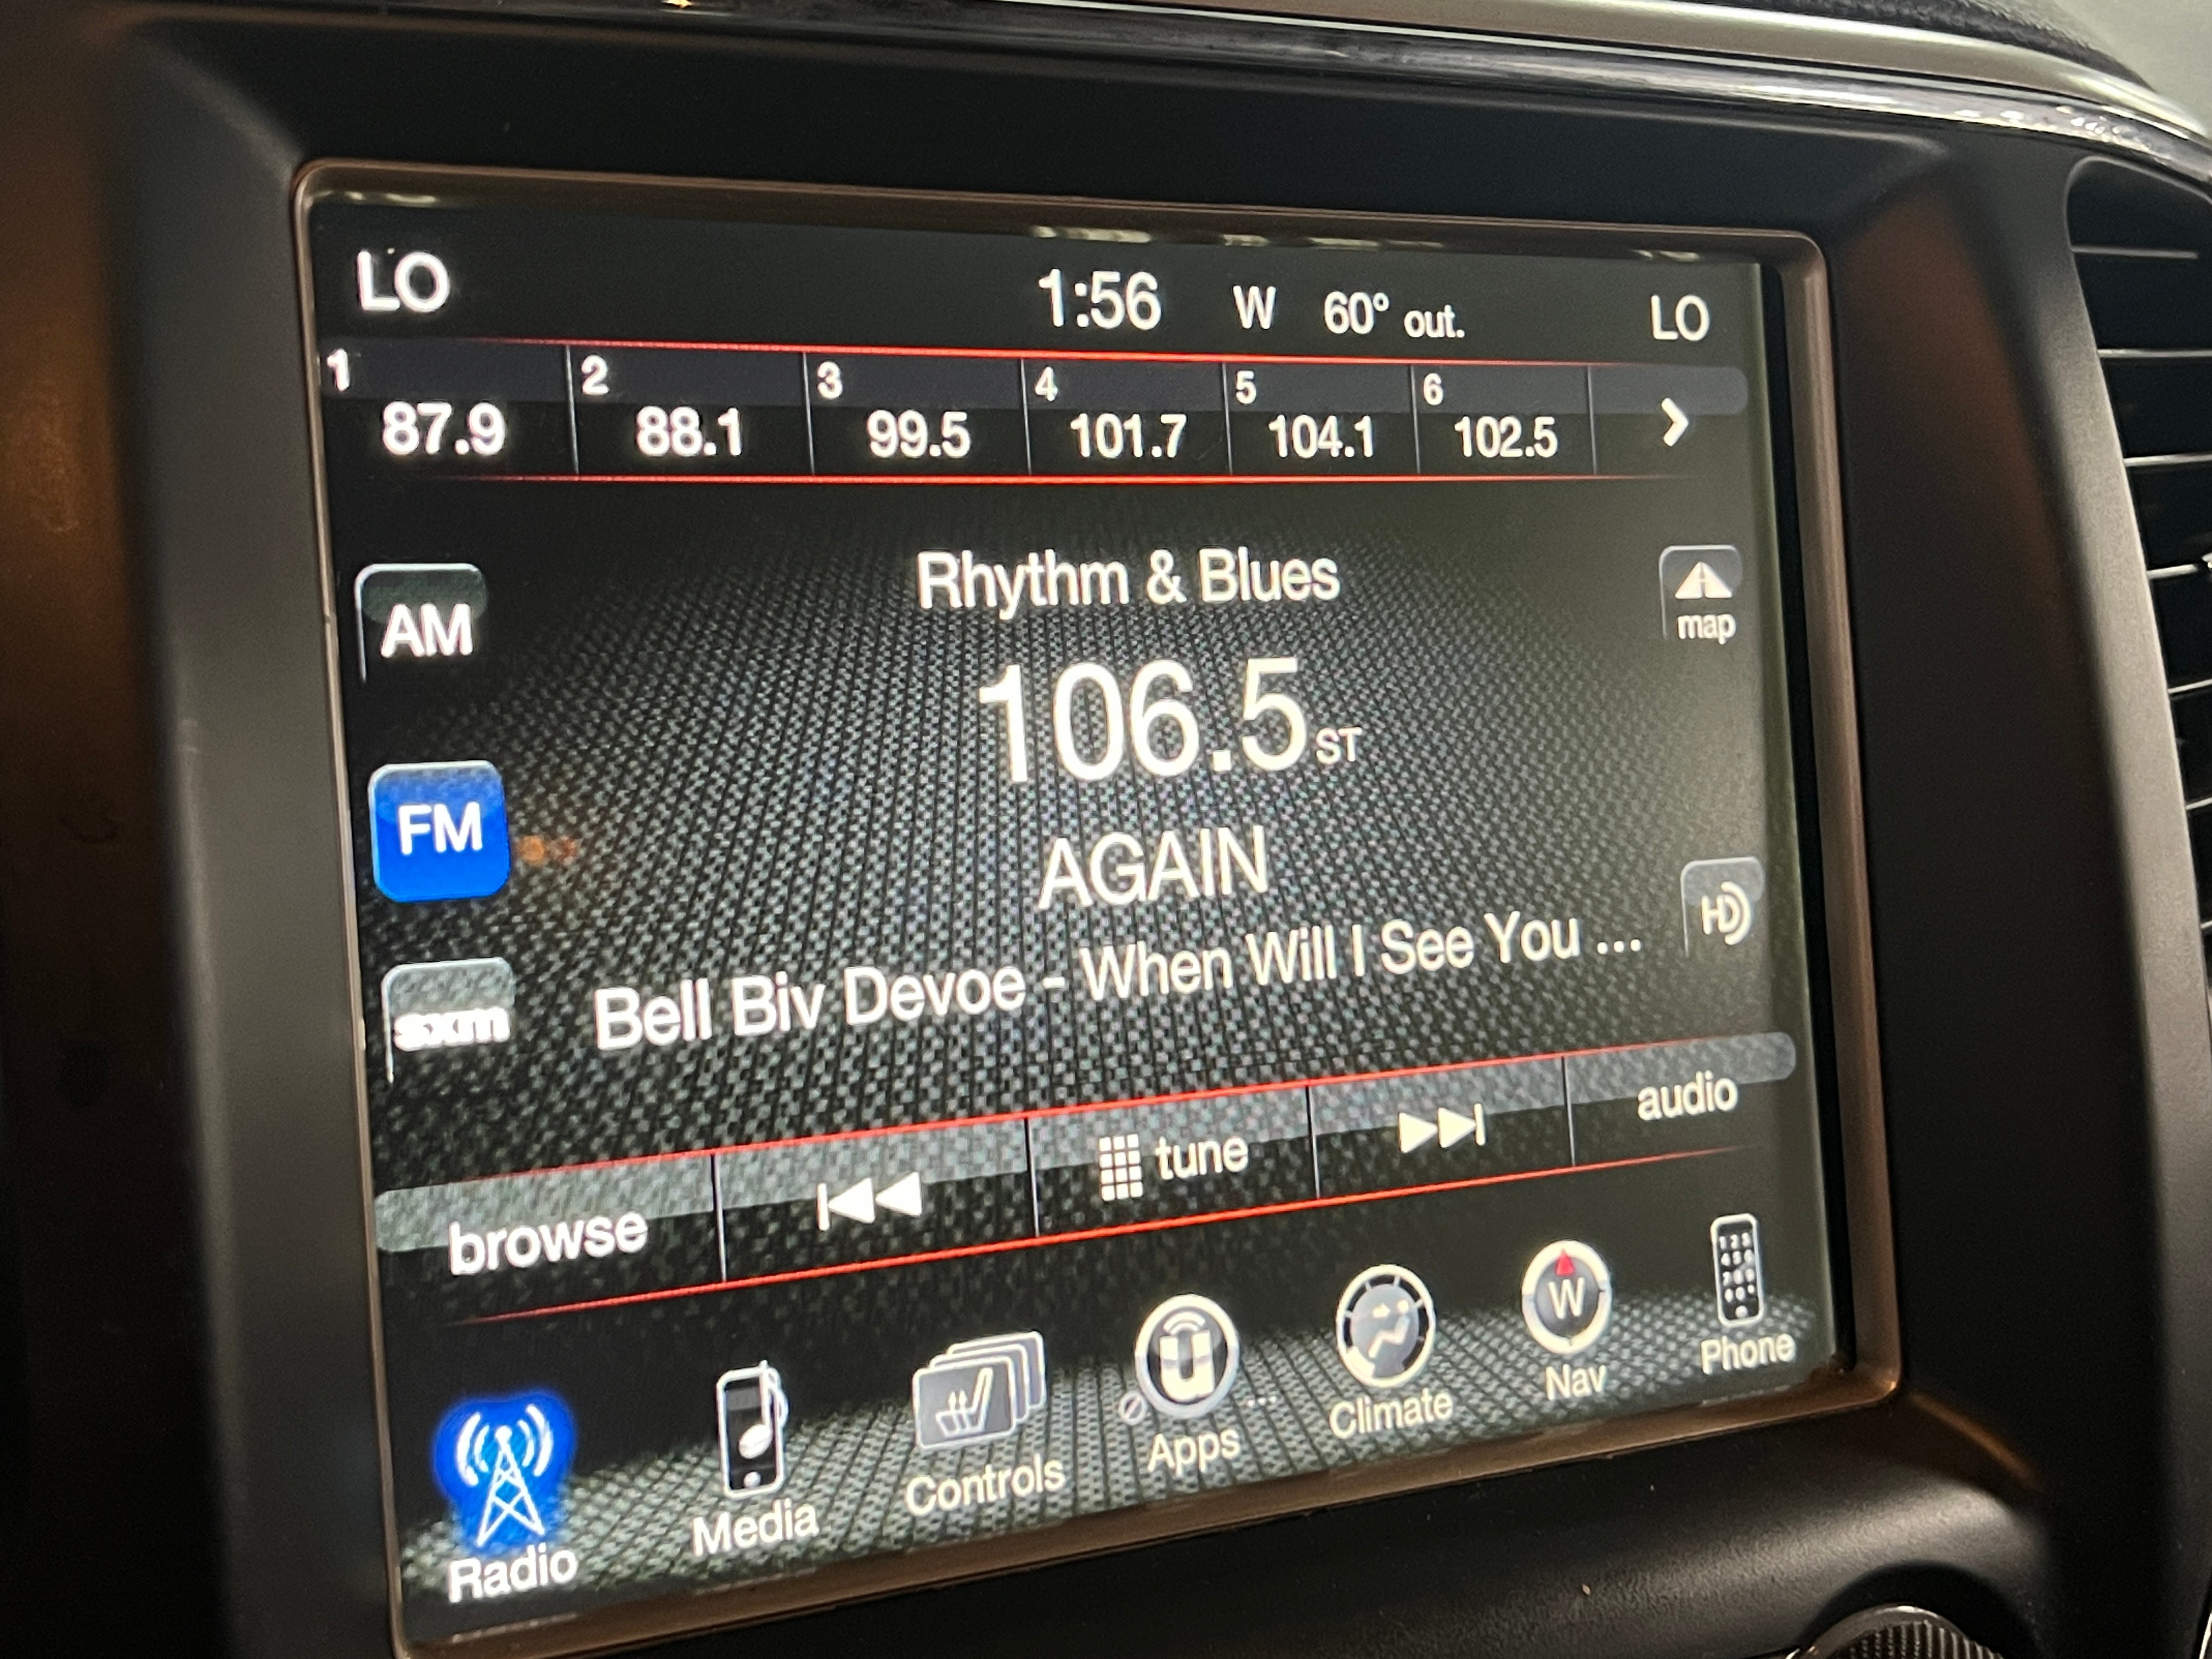 LO 1:56 W 60° out. LO
1 2 3 4 5 6
87.9 88.1 99.5 101.7 104.1 102.5
Rhythm & Blues
AM
map
106.5 ST
FM
AGAIN
HD
sxm
Bell Biv Devoe - When Will I See You ...
browse tune audio
W
Radio Media Controls Apps ... Climate Nav Phone